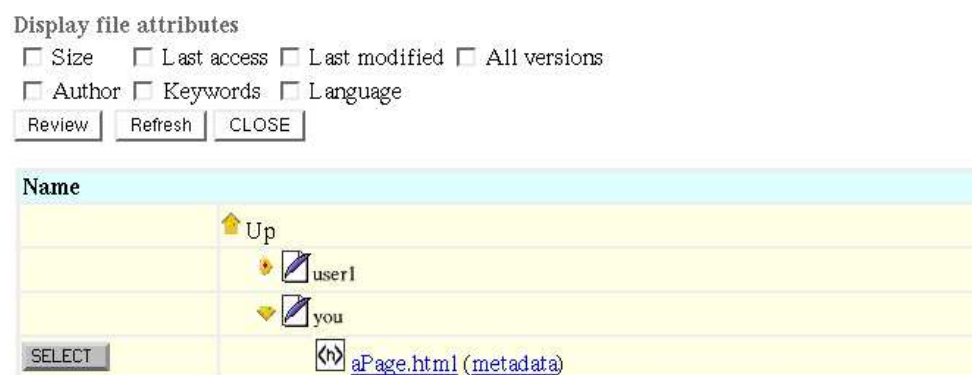 Display file attributes
Size Last access Last modified All versions
Author Keywords Language
Review Refresh CLOSE
Name
Up
user1
you
SELECT <h> aPage.html (metadata)